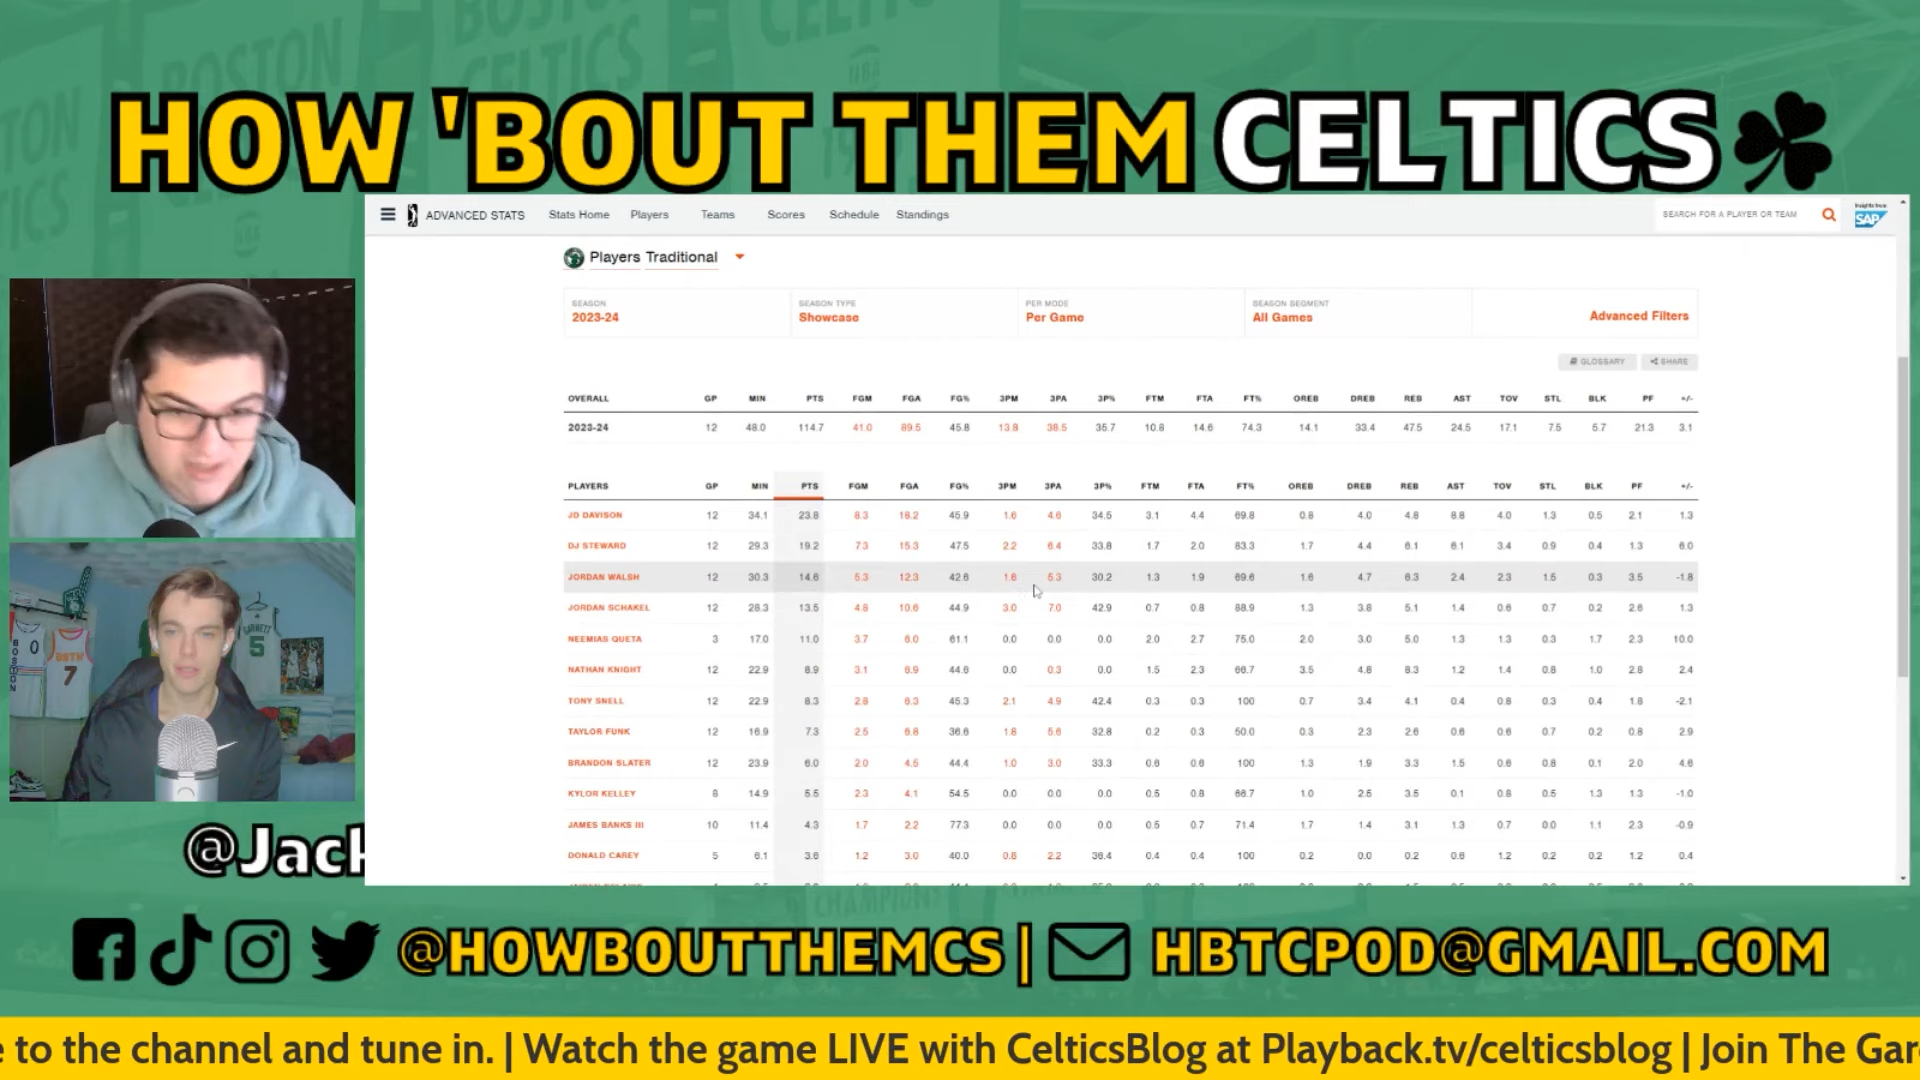 HOW 'BOUT THEM CELTICS
ADVANCED STATS Stats Home Players Teams Scores Schedule Standings SEARCH FOR A PLAYER OR TEAM SAP
Players Traditional
SEASON SEASON TYPE PER MODE SEASON SEGMENT
2023-24 Showcase Per Game All Games Advanced Filters
GLOSSARY SHARE
OVERALL GP MIN PTS FGM FGA FG% 3PM 3PA 3P% FTM FTA FT% OREB DREB REB AST TOV STL BLK PF +/-
2023-24 12 48.0 114.7 41.0 89.5 45.8 13.8 38.5 35.7 10.8 14.6 74.3 14.1 33.4 47.5 24.5 17.1 7.5 5.7 21.3 3.1
PLAYERS GP MIN PTS FGM FGA FG% 3PM 3PA 3P% FTM FTA FT% OREB DREB REB AST TOV STL BLK PF +/-
JD DAVISON 12 34.1 23.8 8.3 18.2 45.9 1.6 4.6 34.5 3.1 4.4 69.8 0.8 4.0 4.8 8.8 4.0 1.3 0.5 2.1 1.3
DJ STEWARD 12 29.3 19.2 7.3 15.3 47.5 2.2 6.4 33.8 1.7 2.0 83.3 1.7 4.4 6.1 6.1 3.4 0.9 0.4 1.3 6.0
JORDAN WALSH 12 30.3 14.6 5.3 12.3 42.6 1.6 5.3 30.2 1.3 1.9 69.6 1.6 4.7 6.3 2.4 2.3 1.5 0.3 3.5 -1.8
JORDAN SCHAKEL 12 28.3 13.5 4.8 10.6 44.9 3.0 7.0 42.9 0.7 0.8 88.9 1.3 3.8 5.1 1.4 0.6 0.7 0.2 2.6 1.3
NEEMIAS QUETA 3 17.0 11.0 3.7 6.0 61.1 0.0 0.0 0.0 2.0 2.7 75.0 2.0 3.0 5.0 1.3 1.3 0.3 1.7 2.3 10.0
NATHAN KNIGHT 12 22.9 8.9 3.1 6.9 44.6 0.0 0.3 0.0 1.5 2.3 66.7 3.5 4.8 8.3 1.2 1.4 0.8 1.0 2.8 2.4
TONY SNELL 12 22.9 8.3 2.8 6.3 45.3 2.1 4.9 42.4 0.3 0.3 100 0.7 3.4 4.1 0.4 0.8 0.3 0.4 1.8 -2.1
TAYLOR FUNK 12 16.9 7.3 2.5 6.8 36.6 1.8 5.6 32.8 0.2 0.3 50.0 0.3 2.3 2.6 0.6 0.6 0.7 0.2 0.8 2.9
BRANDON SLATER 12 23.9 6.0 2.0 4.5 44.4 1.0 3.0 33.3 0.6 0.6 100 1.3 1.9 3.3 1.5 0.6 0.8 0.1 2.0 4.6
KYLOR KELLEY 8 14.9 5.5 2.3 4.1 54.5 0.0 0.0 0.0 0.5 0.8 66.7 1.0 2.5 3.5 0.1 0.8 0.5 1.3 1.3 -1.0
JAMES BANKS III 10 11.4 4.3 1.7 2.2 77.3 0.0 0.0 0.0 0.5 0.7 71.4 1.7 1.4 3.1 1.3 0.7 0.0 1.1 2.3 -0.9
DONALD CAREY 5 6.1 3.6 1.2 3.0 40.0 0.8 2.2 36.4 0.4 0.4 100 0.2 0.0 0.2 0.6 1.2 0.2 0.2 1.2 0.4
@Jack
@HOWBOUTTHEMCS | HBTCPOD@GMAIL.COM
e to the channel and tune in. | Watch the game LIVE with CelticsBlog at Playback.tv/celticsblog | Join The Gar